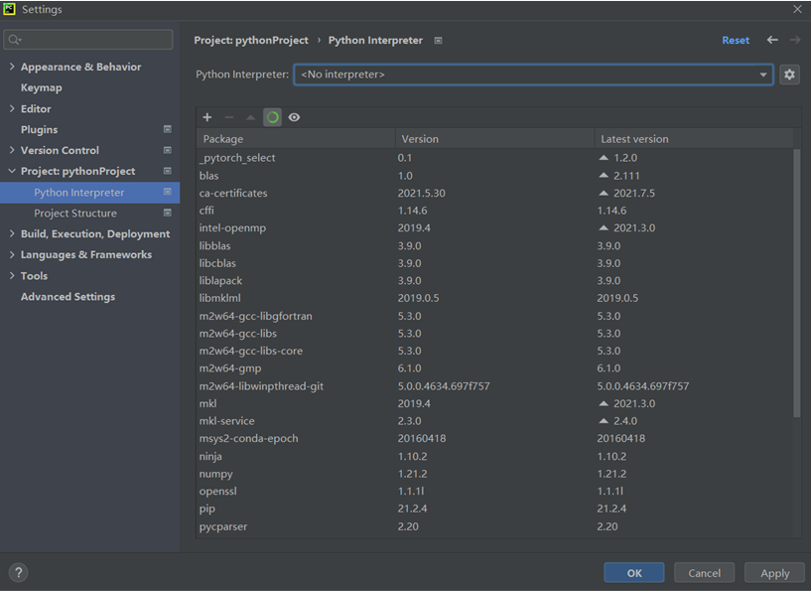 PC Settings
Project: pythonProject › Python Interpreter Reset
Python Interpreter: <No interpreter>
Appearance & Behavior
Keymap
Editor
Plugins
Version Control
Project: pythonProject
Python Interpreter
Project Structure
Build, Execution, Deployment
Languages & Frameworks
Tools
Advanced Settings
Package Version Latest version
_pytorch_select 0.1 1.2.0
blas 1.0 2.111
ca-certificates 2021.5.30 2021.7.5
cffi 1.14.6 1.14.6
intel-openmp 2019.4 2021.3.0
libblas 3.9.0 3.9.0
libcblas 3.9.0 3.9.0
liblapack 3.9.0 3.9.0
libmklml 2019.0.5 2019.0.5
m2w64-gcc-libgfortran 5.3.0 5.3.0
m2w64-gcc-libs 5.3.0 5.3.0
m2w64-gcc-libs-core 5.3.0 5.3.0
m2w64-gmp 6.1.0 6.1.0
m2w64-libwinpthread-git 5.0.0.4634.697f757 5.0.0.4634.697f757
mkl 2019.4 2021.3.0
mkl-service 2.3.0 2.4.0
msys2-conda-epoch 20160418 20160418
ninja 1.10.2 1.10.2
numpy 1.21.2 1.21.2
openssl 1.1.1l 1.1.1l
pip 21.2.4 21.2.4
pycparser 2.20 2.20
? OK Cancel Apply